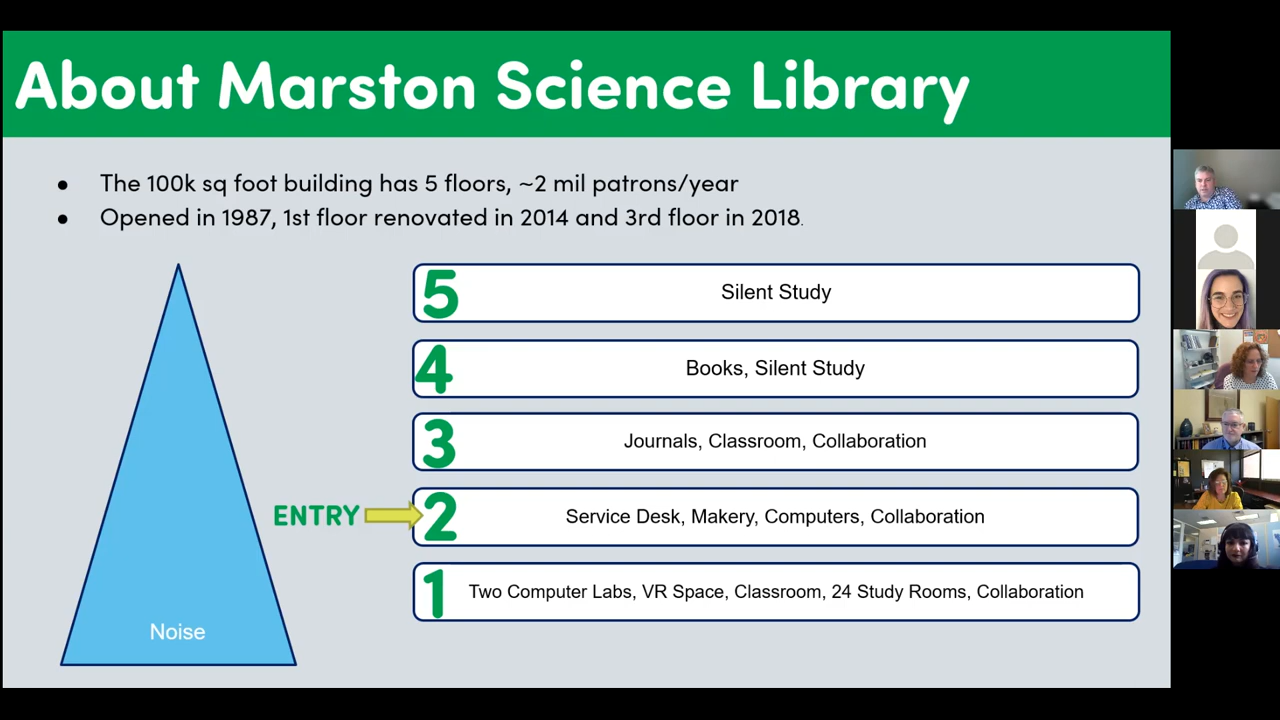 About Marston Science Library
● The 100k sq foot building has 5 floors, ~2 mil patrons/year
● Opened in 1987, 1st floor renovated in 2014 and 3rd floor in 2018.
5 Silent Study
4 Books, Silent Study
3 Journals, Classroom, Collaboration
ENTRY 2 Service Desk, Makery, Computers, Collaboration
1 Two Computer Labs, VR Space, Classroom, 24 Study Rooms, Collaboration
Noise